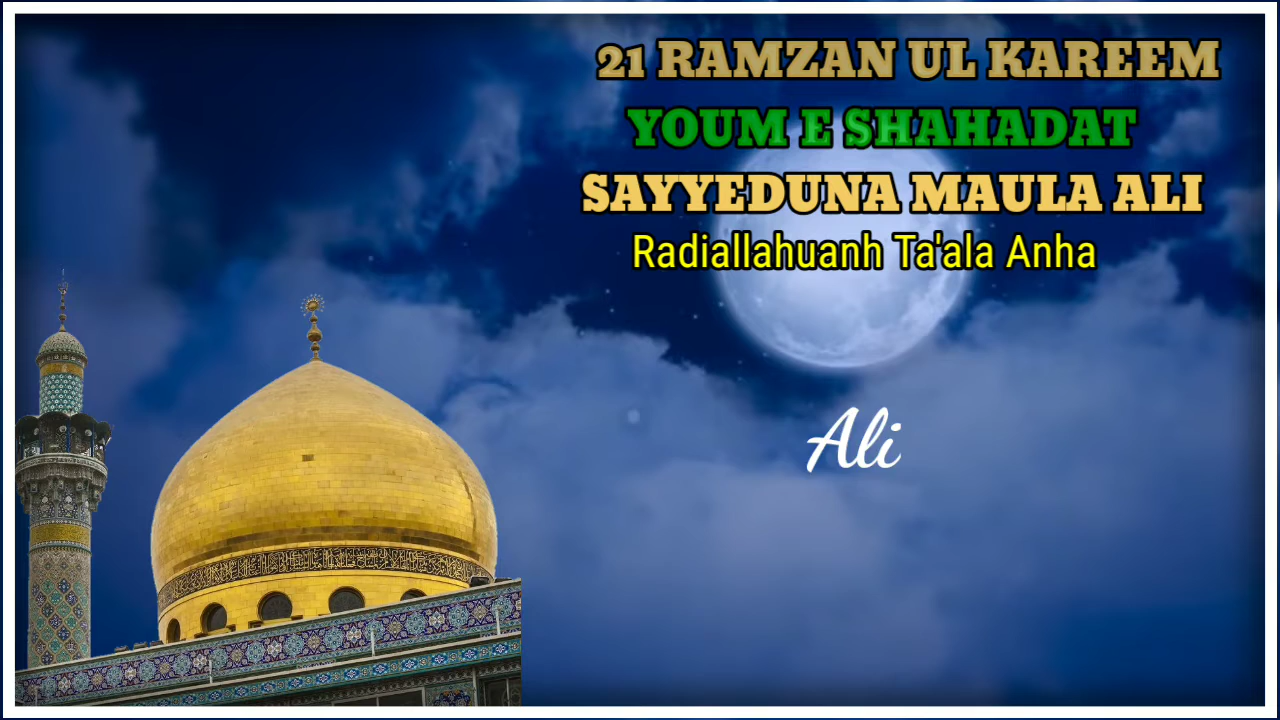 21 RAMZAN UL KAREEM
YOUM E SHAHADAT
SAYYEDUNA MAULA ALI
Radiallahuanh Ta'ala Anha
Ali